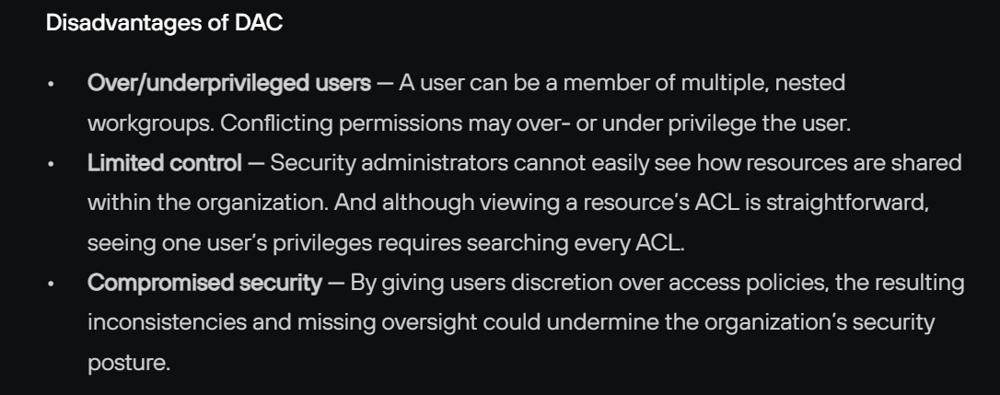 Disadvantages of DAC
• Over/underprivileged users — A user can be a member of multiple, nested
workgroups. Conflicting permissions may over- or under privilege the user.
• Limited control — Security administrators cannot easily see how resources are shared
within the organization. And although viewing a resource’s ACL is straightforward,
seeing one user’s privileges requires searching every ACL.
• Compromised security — By giving users discretion over access policies, the resulting
inconsistencies and missing oversight could undermine the organization’s security
posture.